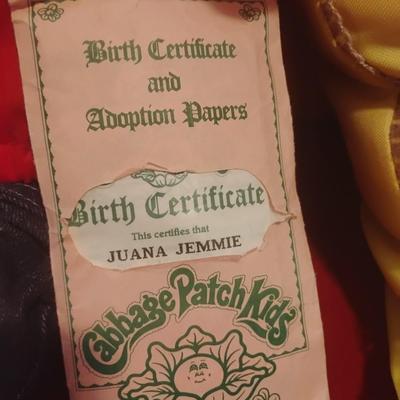 Birth Certificate
and
Adoption Papers
Birth Certificate
This certifies that
JUANA JEMMIE
Cabbage Patch Kids